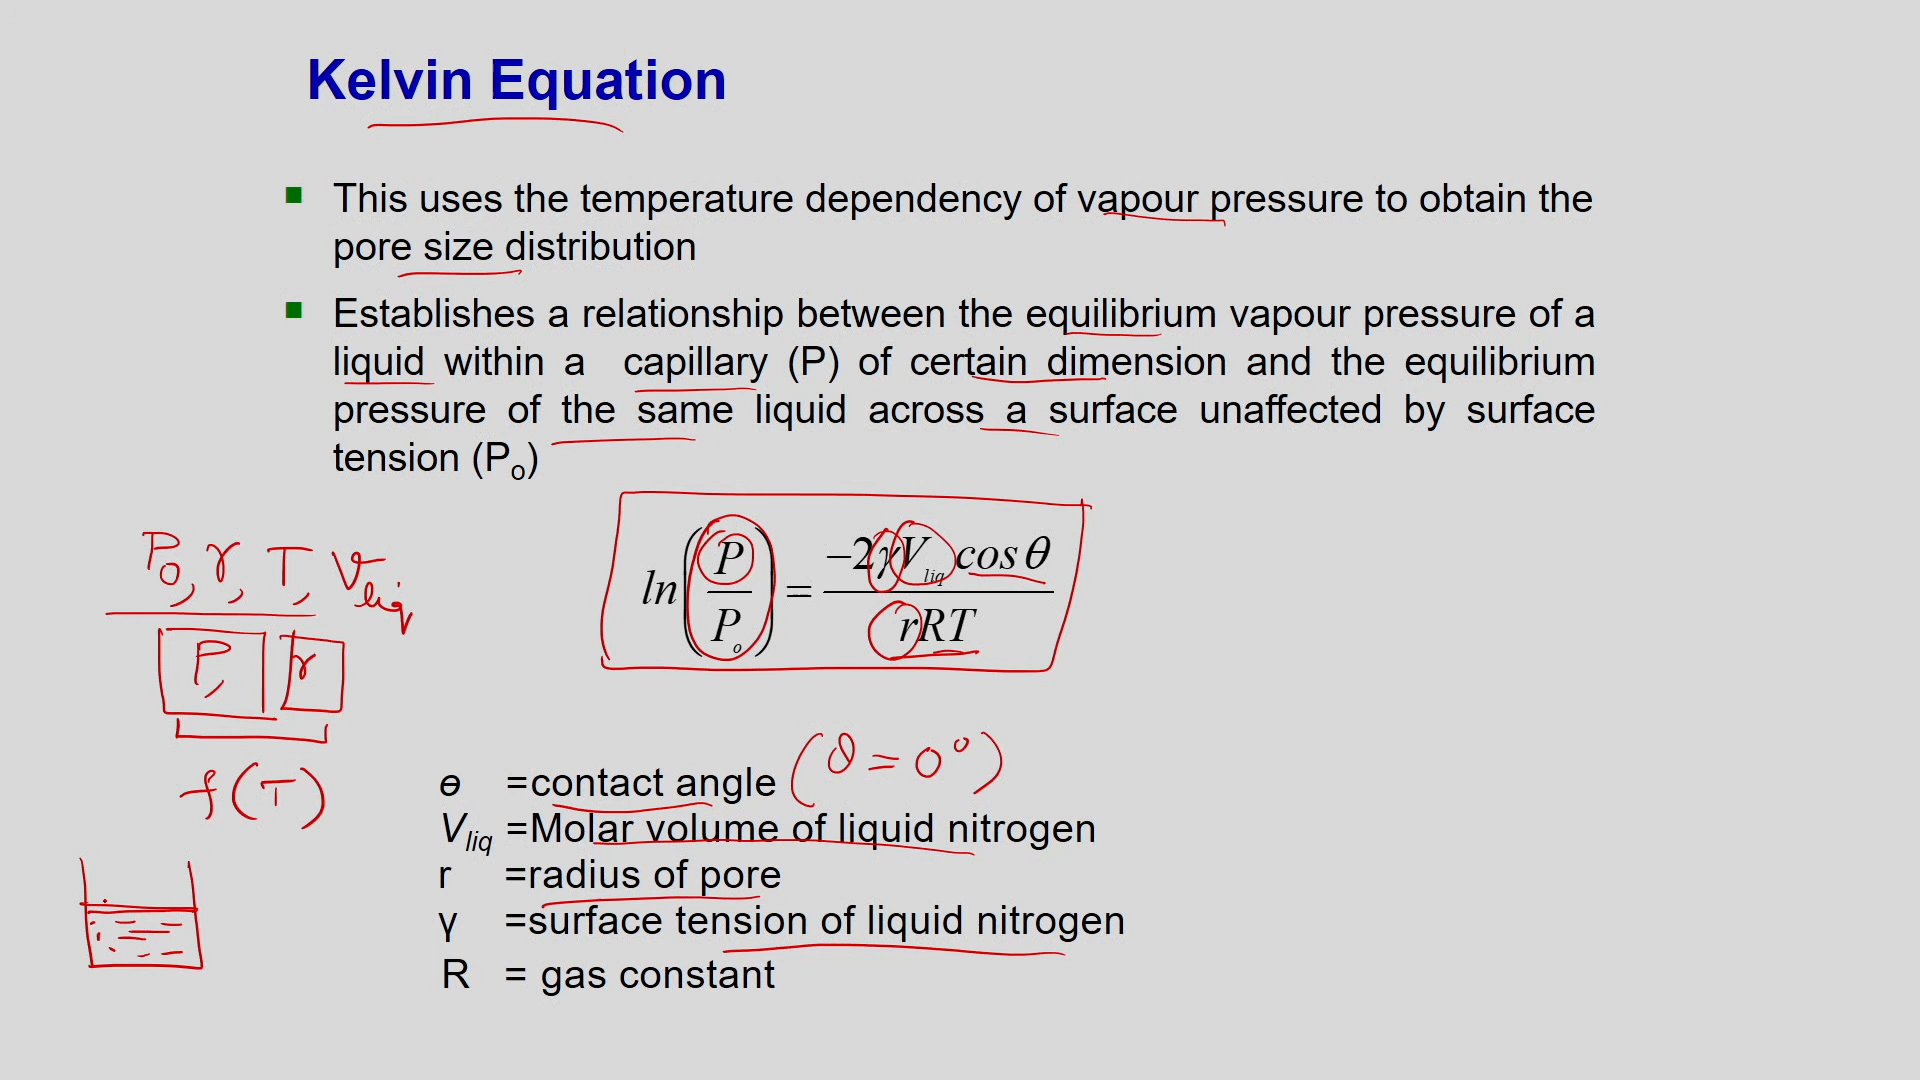 Kelvin Equation
This uses the temperature dependency of vapour pressure to obtain the
pore size distribution
Establishes a relationship between the equilibrium vapour pressure of a
liquid within a capillary (P) of certain dimension and the equilibrium
pressure of the same liquid across a surface unaffected by surface
tension (Po)
ln(P/Po) = −2γVliq cos θ / rRT
Po, γ, T, Vliq
P, r
f(T)
ɵ =contact angle (θ = 0°)
Vliq =Molar volume of liquid nitrogen
r =radius of pore
γ =surface tension of liquid nitrogen
R = gas constant